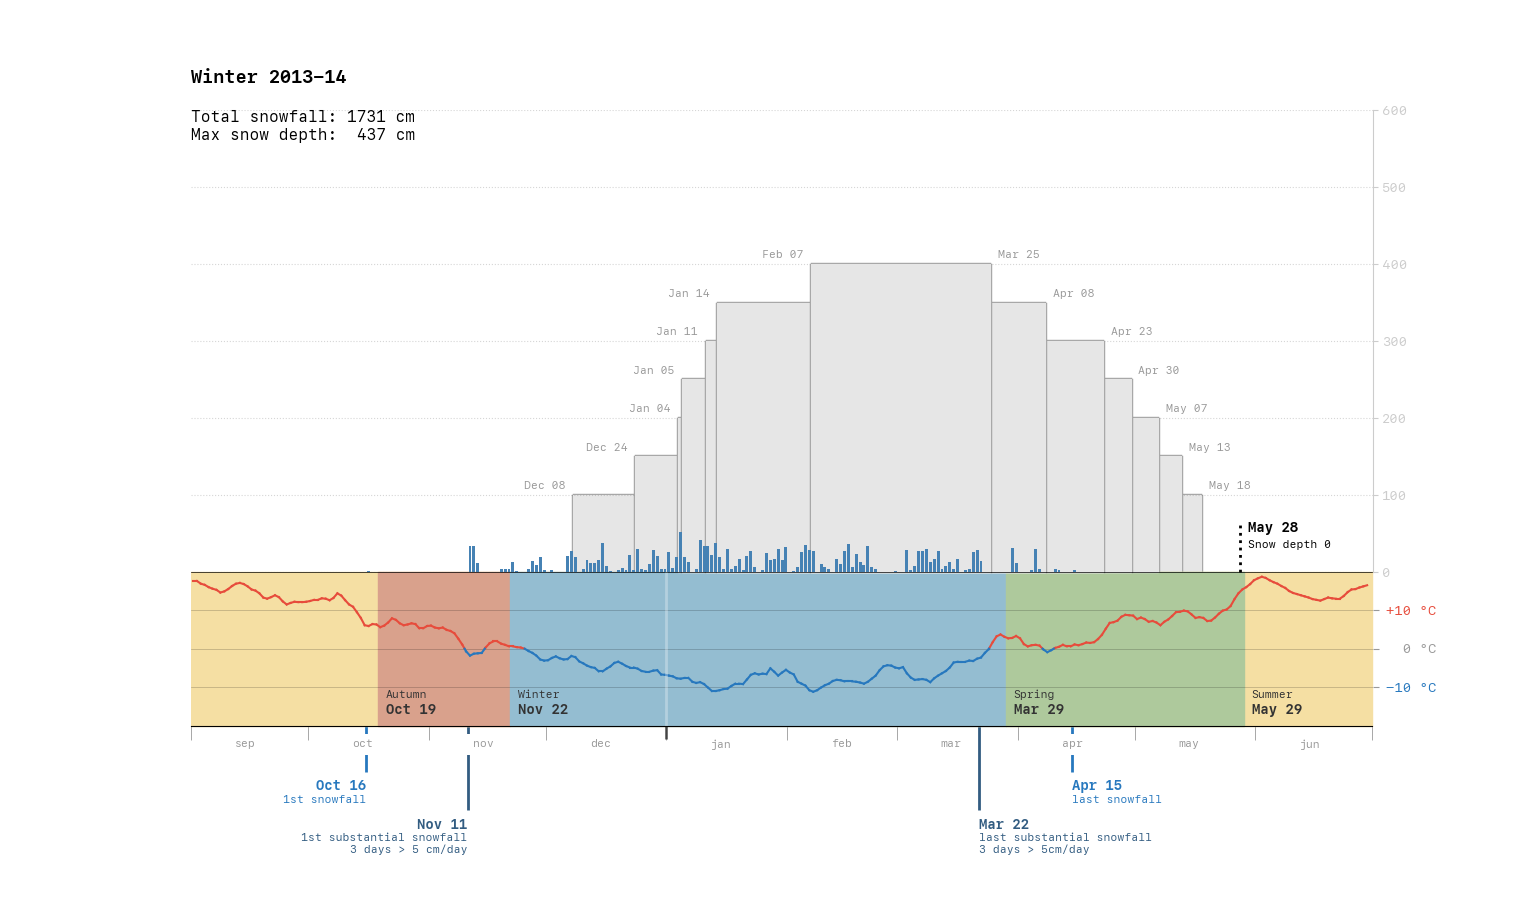 Winter 2013–14
Total snowfall: 1731 cm
Max snow depth:  437 cm
600
500
400
300
200
100
0
Feb 07
Mar 25
Jan 14
Apr 08
Jan 11
Apr 23
Jan 05
Apr 30
Jan 04
May 07
Dec 24
May 13
Dec 08
May 18
May 28
Snow depth 0
+10 °C
0 °C
−10 °C
Autumn
Oct 19
Winter
Nov 22
Spring
Mar 29
Summer
May 29
sep
oct
nov
dec
jan
feb
mar
apr
may
jun
Oct 16
1st snowfall
Apr 15
last snowfall
Nov 11
1st substantial snowfall
3 days > 5 cm/day
Mar 22
last substantial snowfall
3 days > 5cm/day